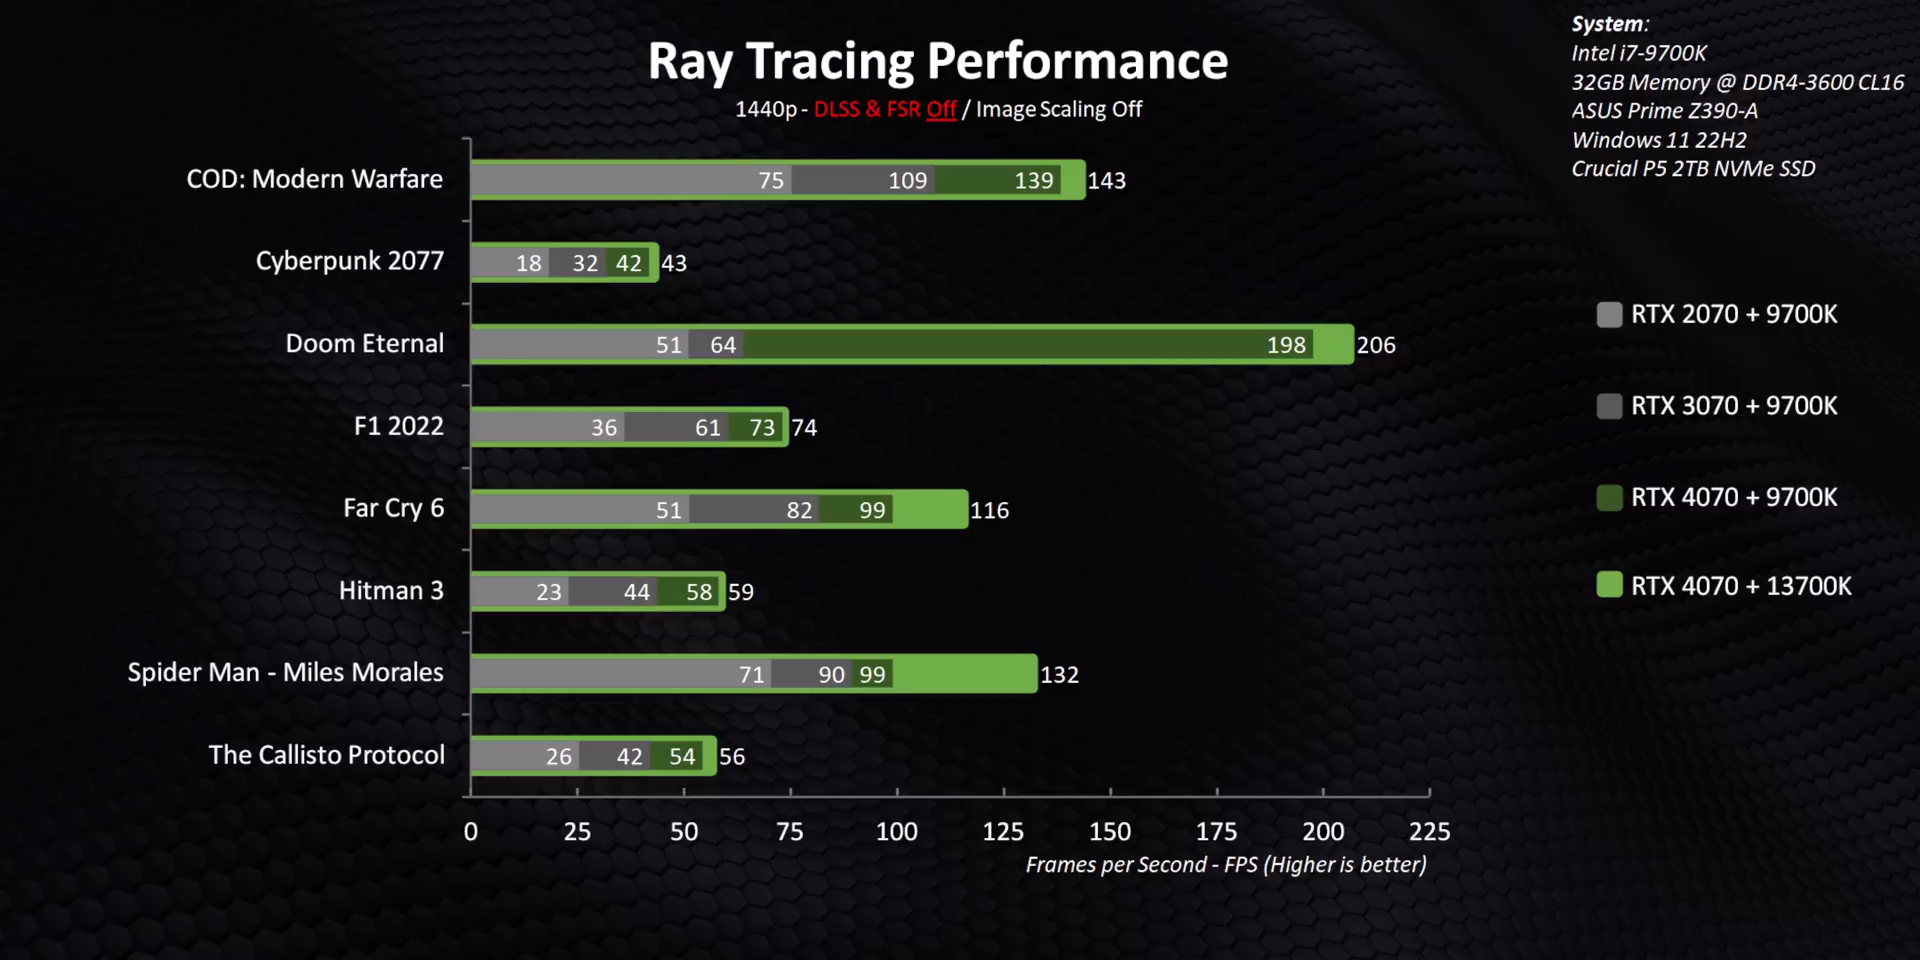 System:
Intel i7-9700K
32GB Memory @ DDR4-3600 CL16
ASUS Prime Z390-A
Windows 11 22H2
Crucial P5 2TB NVMe SSD
Ray Tracing Performance
1440p - DLSS & FSR Off / Image Scaling Off
COD: Modern Warfare 75 109 139 143
Cyberpunk 2077 18 32 42 43
Doom Eternal 51 64 198 206
F1 2022 36 61 73 74
Far Cry 6 51 82 99 116
Hitman 3 23 44 58 59
Spider Man - Miles Morales 71 90 99 132
The Callisto Protocol 26 42 54 56
0 25 50 75 100 125 150 175 200 225
Frames per Second - FPS (Higher is better)
RTX 2070 + 9700K
RTX 3070 + 9700K
RTX 4070 + 9700K
RTX 4070 + 13700K